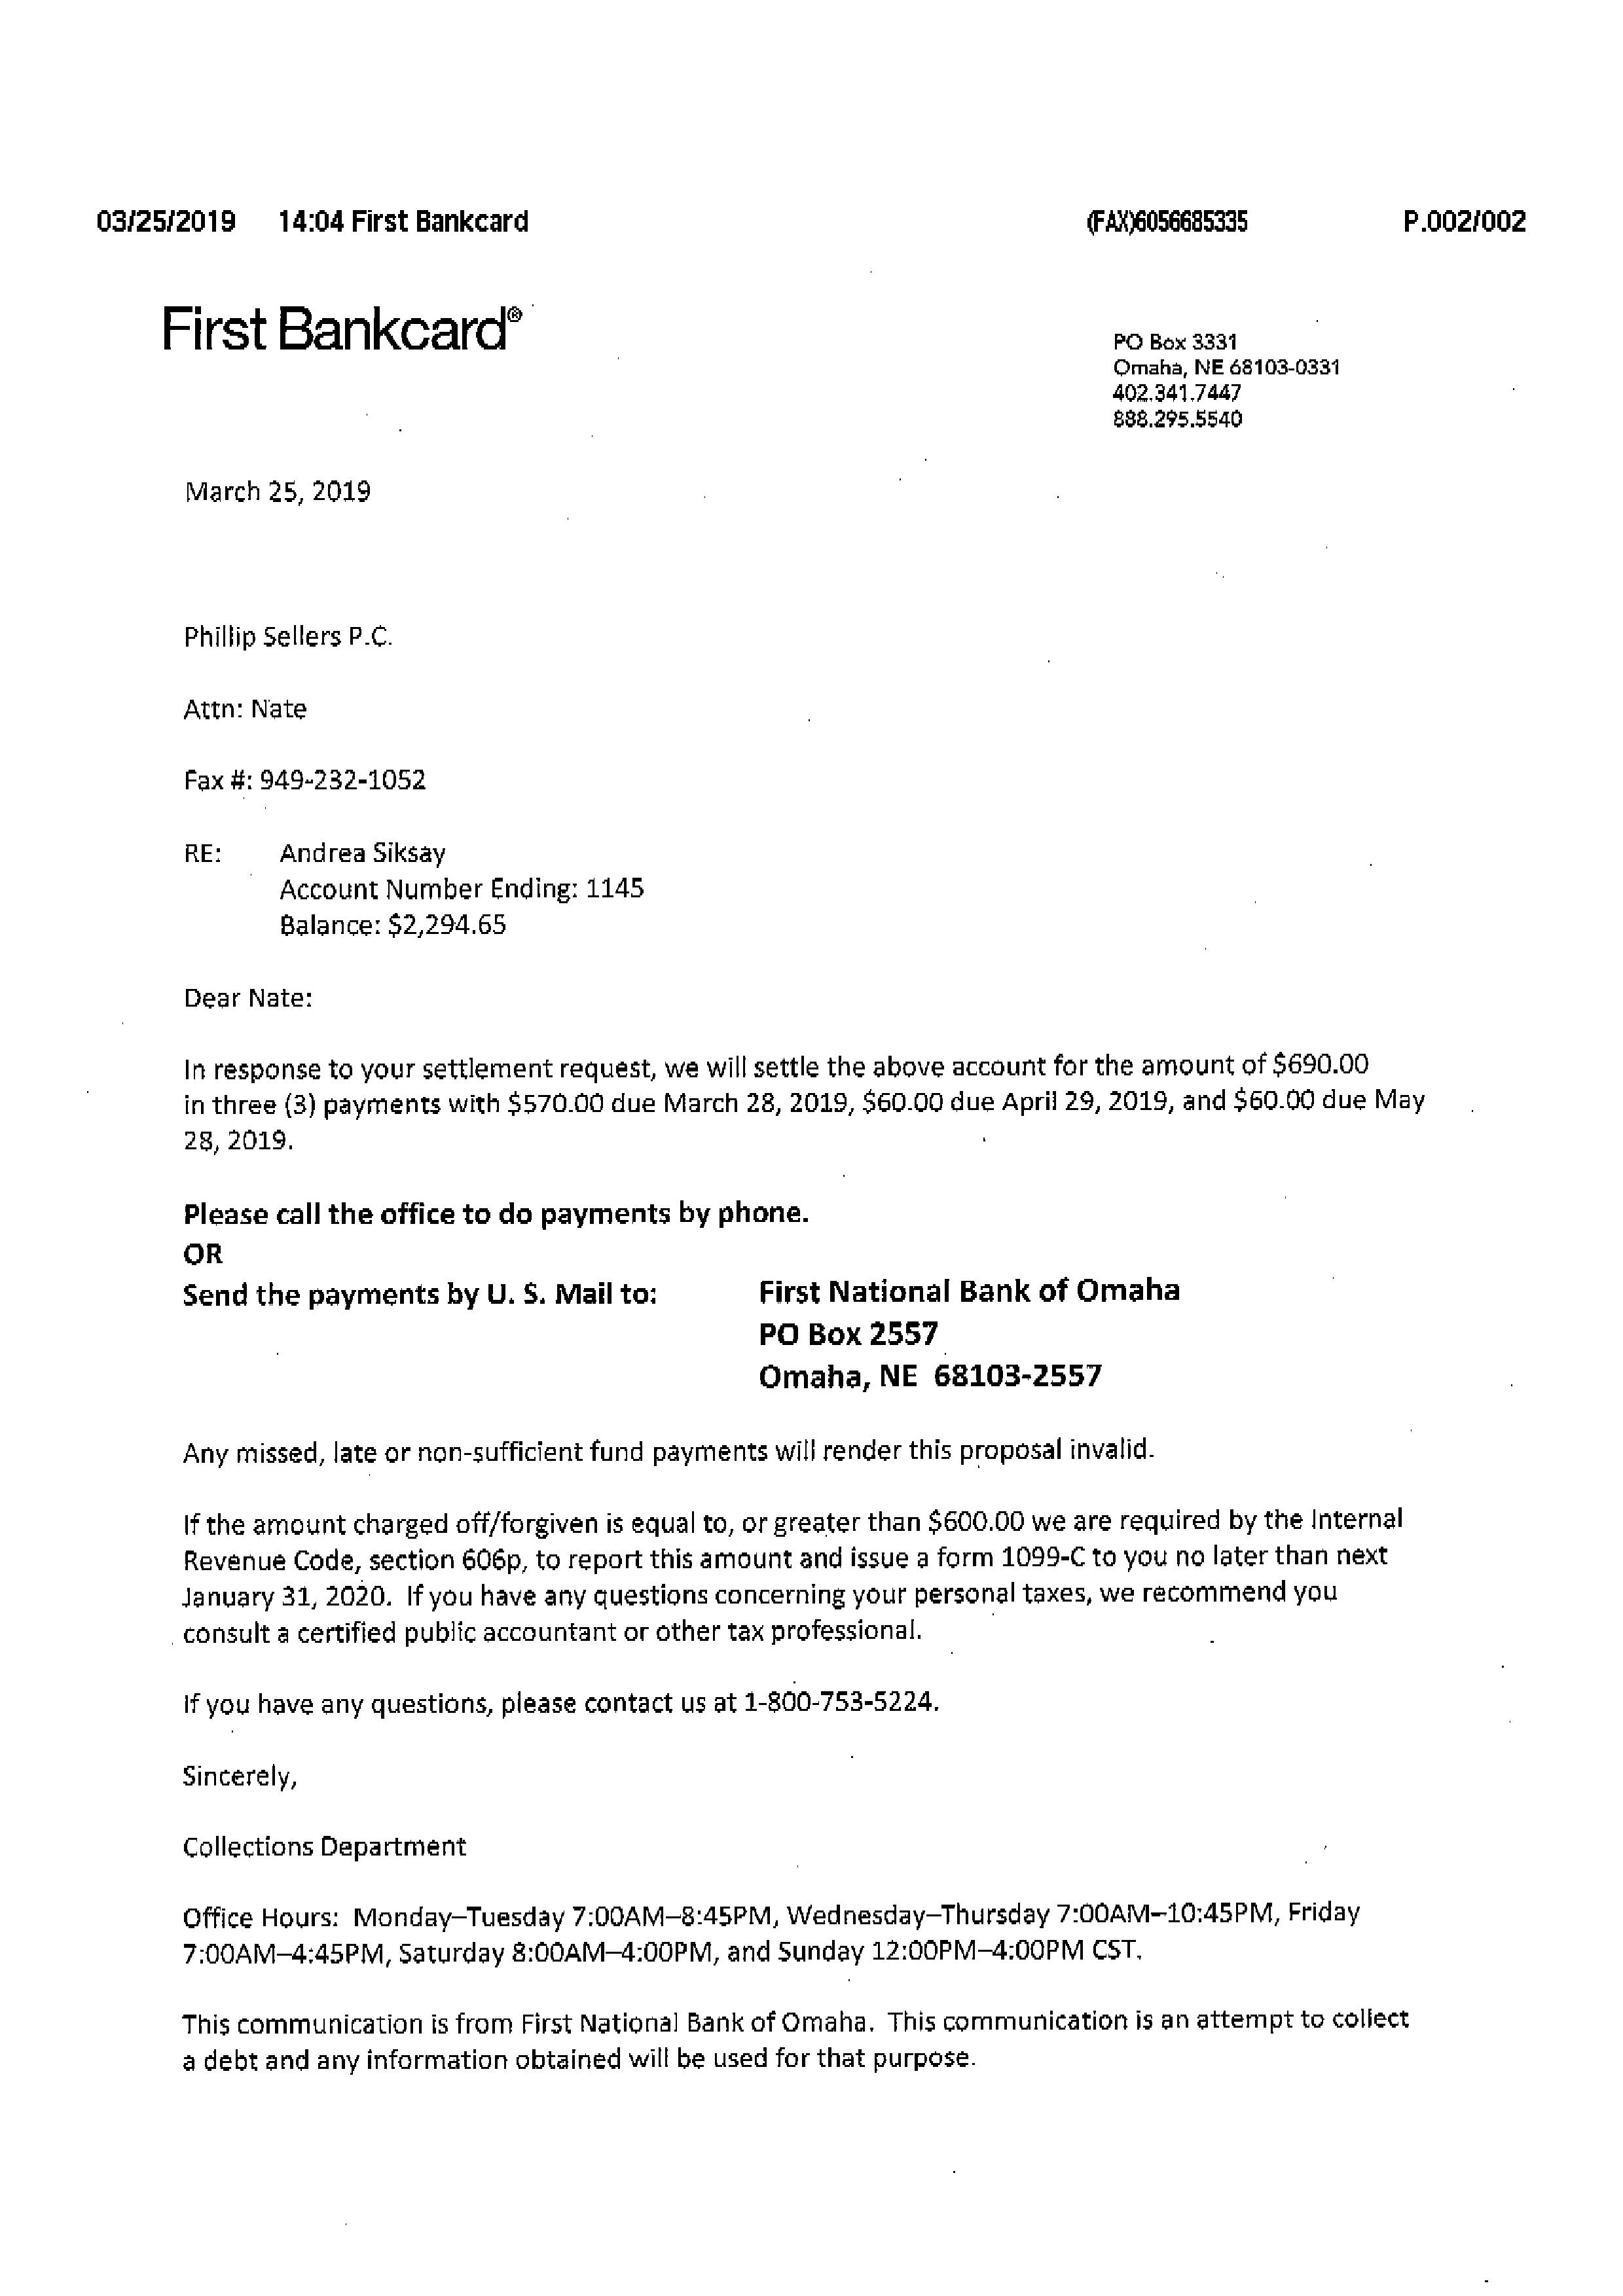 03/25/2019 14:04 First Bankcard (FAX)6056685335 P.002/002
First Bankcard®
PO Box 3331
Omaha, NE 68103-0331
402.341.7447
888.295.5540
March 25, 2019
Phillip Sellers P.C.
Attn: Nate
Fax #: 949-232-1052
RE: Andrea Siksay
Account Number Ending: 1145
Balance: $2,294.65
Dear Nate:
In response to your settlement request, we will settle the above account for the amount of $690.00
in three (3) payments with $570.00 due March 28, 2019, $60.00 due April 29, 2019, and $60.00 due May
28, 2019.
Please call the office to do payments by phone.
OR
Send the payments by U. S. Mail to: First National Bank of Omaha
PO Box 2557
Omaha, NE 68103-2557
Any missed, late or non-sufficient fund payments will render this proposal invalid.
If the amount charged off/forgiven is equal to, or greater than $600.00 we are required by the Internal
Revenue Code, section 606p, to report this amount and issue a form 1099-C to you no later than next
January 31, 2020. If you have any questions concerning your personal taxes, we recommend you
consult a certified public accountant or other tax professional.
If you have any questions, please contact us at 1-800-753-5224.
Sincerely,
Collections Department
Office Hours: Monday–Tuesday 7:00AM–8:45PM, Wednesday–Thursday 7:00AM–10:45PM, Friday
7:00AM–4:45PM, Saturday 8:00AM–4:00PM, and Sunday 12:00PM–4:00PM CST.
This communication is from First National Bank of Omaha. This communication is an attempt to collect
a debt and any information obtained will be used for that purpose.